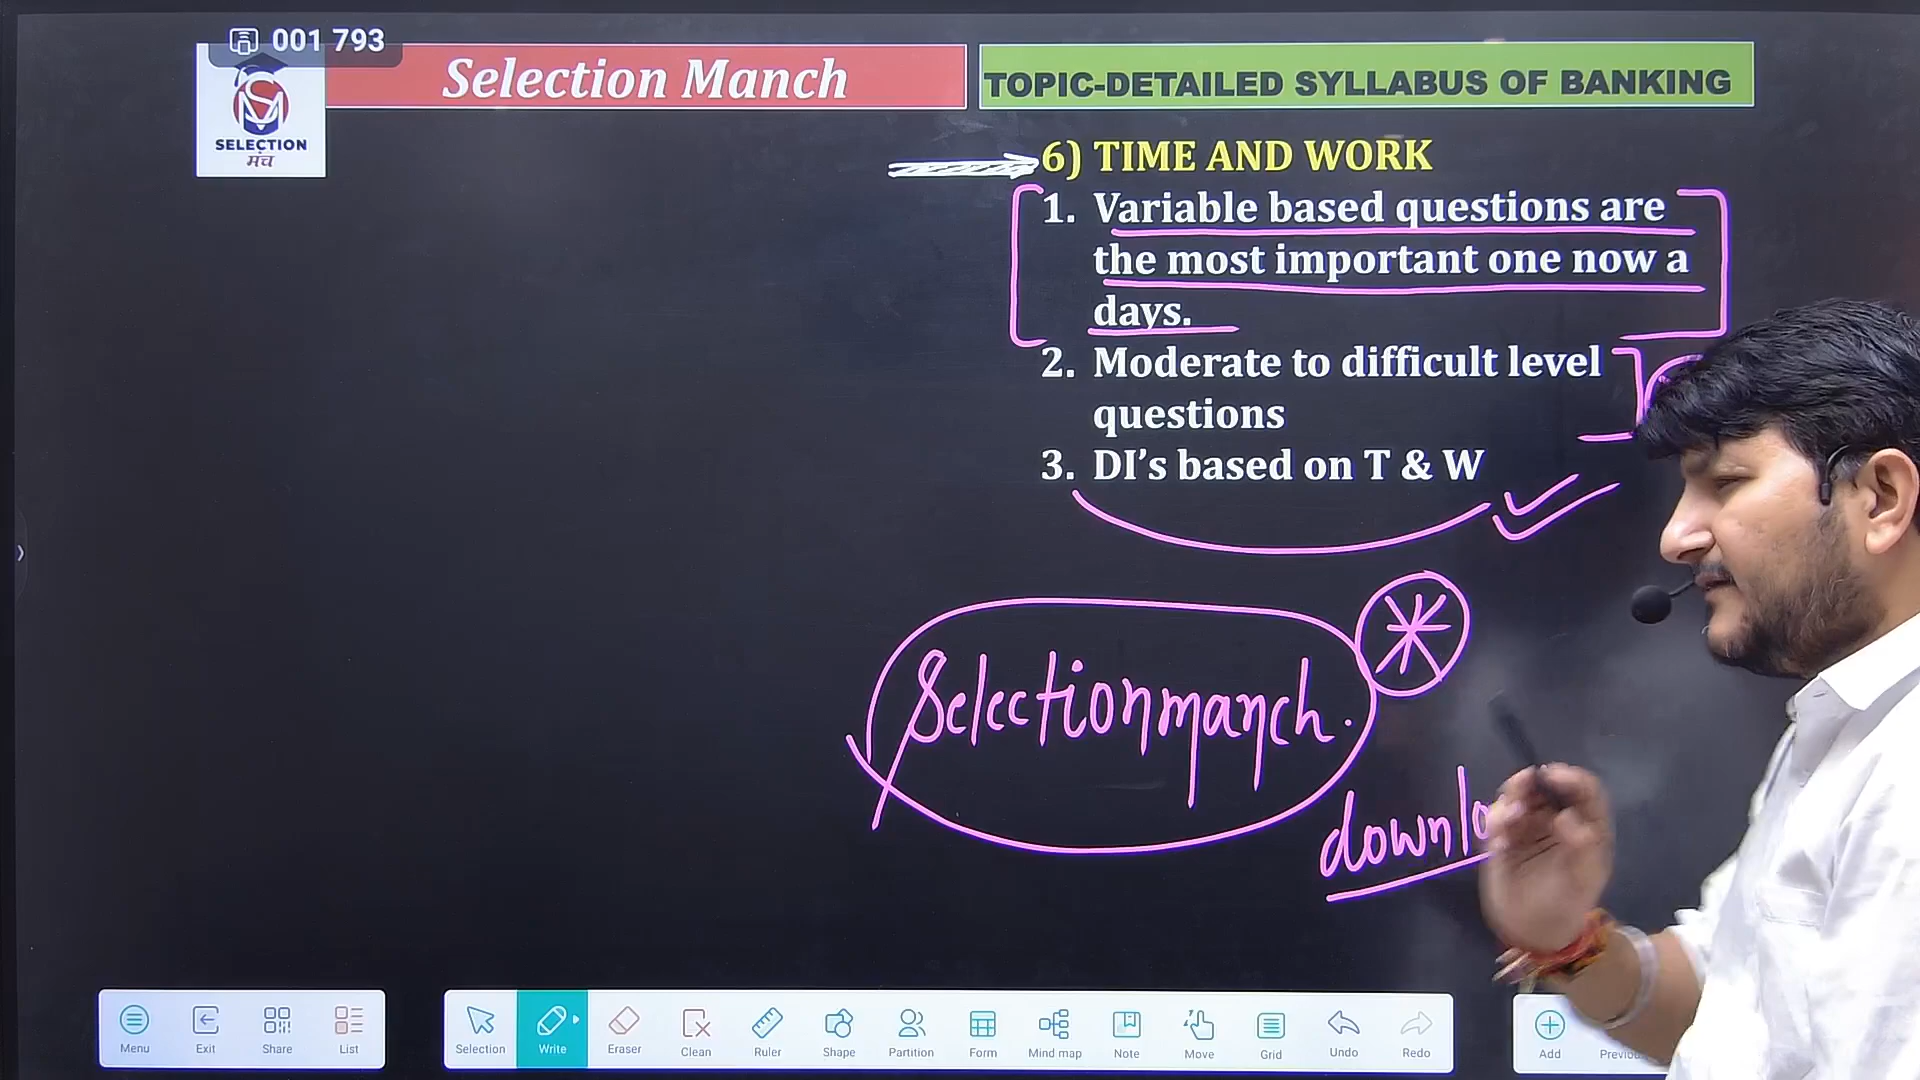 001 793
Selection Manch
TOPIC-DETAILED SYLLABUS OF BANKING
SELECTION
मंच
6) TIME AND WORK
1. Variable based questions are
the most important one now a
days.
2. Moderate to difficult level
questions
3. DI's based on T & W
Selectionmanch.
downlo
Menu Exit Share List
Selection Write Eraser Clean Ruler Shape Partition Form Mind map Note Move Grid Undo Redo
Add